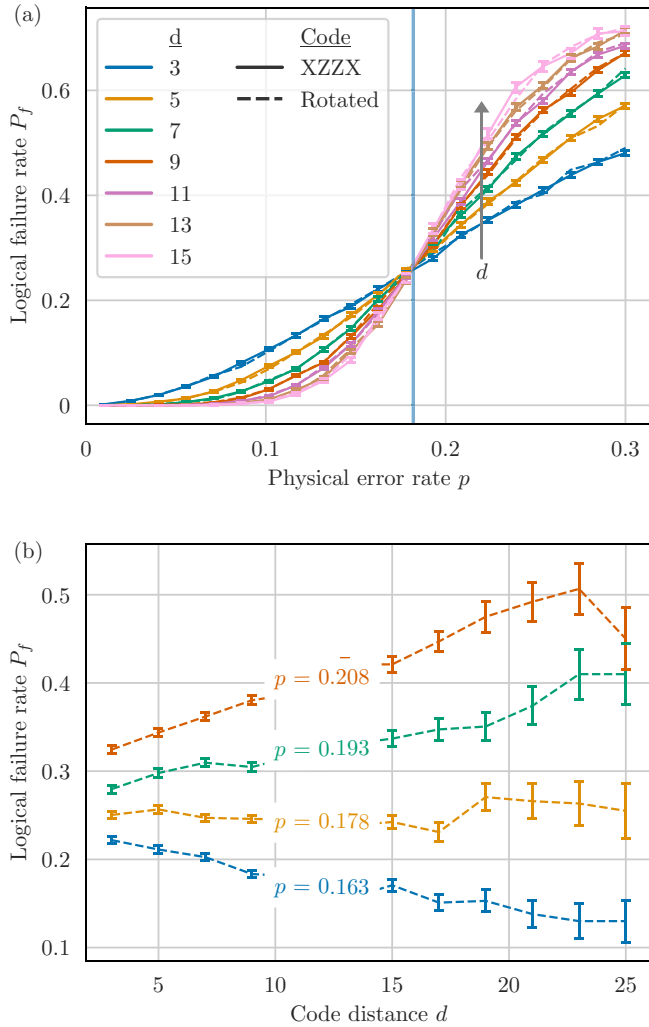 (a)
Logical failure rate P_f
0.6
0.4
0.2
0
d
Code
3
XZZX
5
Rotated
7
9
11
13
15
d
0
0.1
0.2
0.3
Physical error rate p
(b)
Logical failure rate P_f
0.5
0.4
0.3
0.2
0.1
p = 0.208
p = 0.193
p = 0.178
p = 0.163
5
10
15
20
25
Code distance d